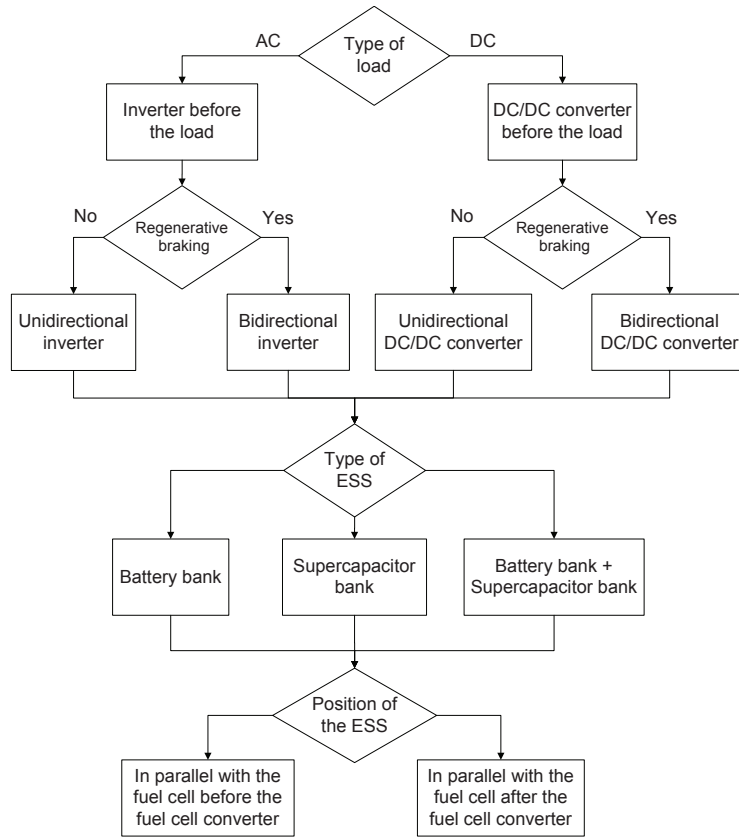 AC
Type of
load
DC
Inverter before
the load
DC/DC converter
before the load
No
Regenerative
braking
Yes
No
Regenerative
braking
Yes
Unidirectional
inverter
Bidirectional
inverter
Unidirectional
DC/DC converter
Bidirectional
DC/DC converter
Type of
ESS
Battery bank
Supercapacitor
bank
Battery bank +
Supercapacitor bank
Position of
the ESS
In parallel with the
fuel cell before the
fuel cell converter
In parallel with the
fuel cell after the
fuel cell converter